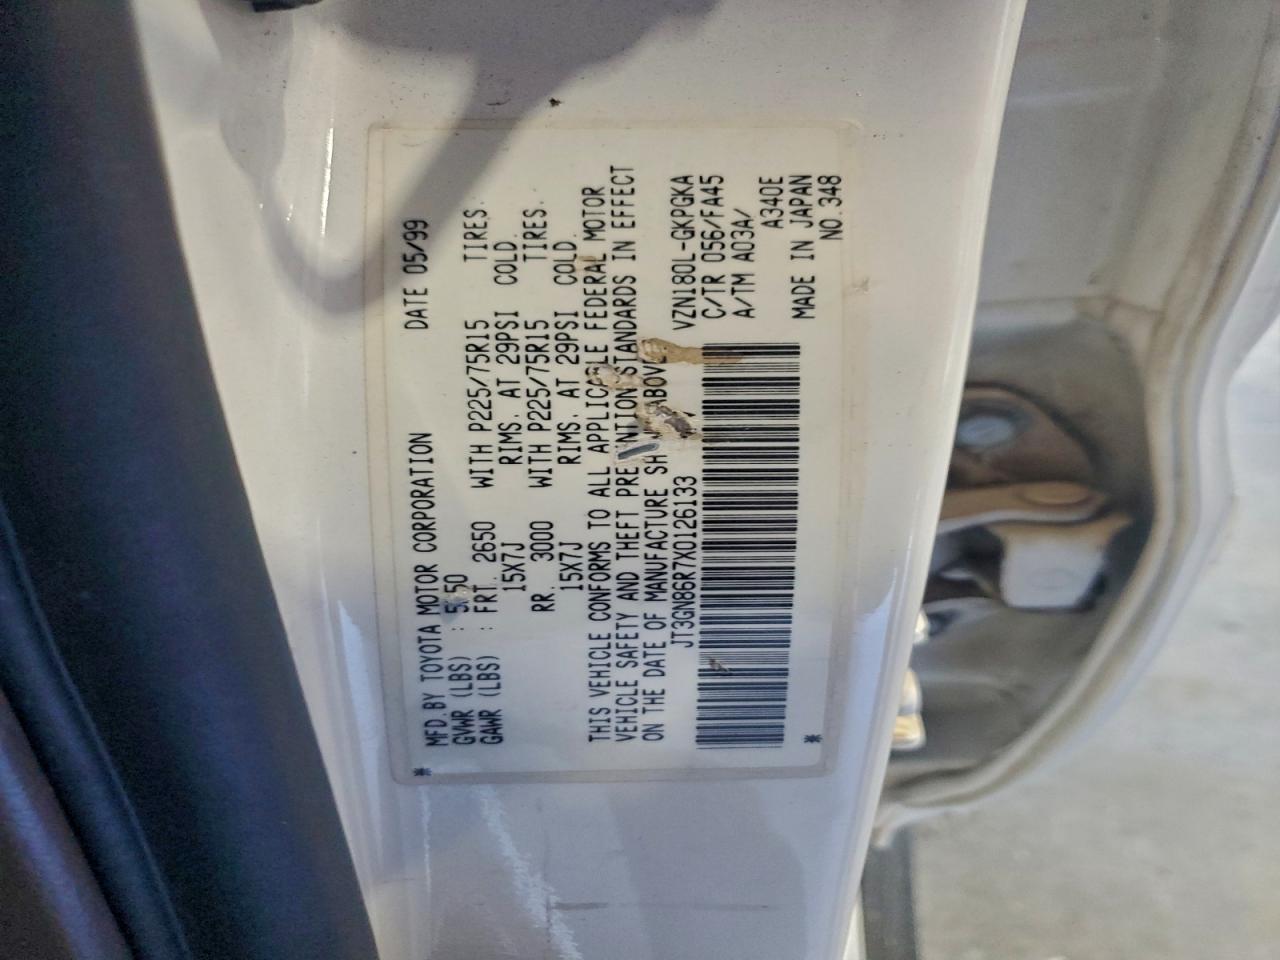 MFD. BY TOYOTA MOTOR CORPORATION DATE 05/99
GVWR (LBS) :
GAWR (LBS) : FRT. 2650 WITH P225/75R15 TIRES.
15X7J RIMS. AT 29PSI COLD.
RR. 3000 WITH P225/75R15 TIRES.
15X7J RIMS. AT 29PSI COLD.
THIS VEHICLE CONFORMS TO ALL APPLICABLE FEDERAL MOTOR
VEHICLE SAFETY AND THEFT PREVENTION STANDARDS IN EFFECT
ON THE DATE OF MANUFACTURE SHOWN ABOVE.
JT3GN86R7X0126133 VZN180L-GKPGKA
C/TR 056/FA45
A/TM A03A/
A340E
MADE IN JAPAN
NO.348